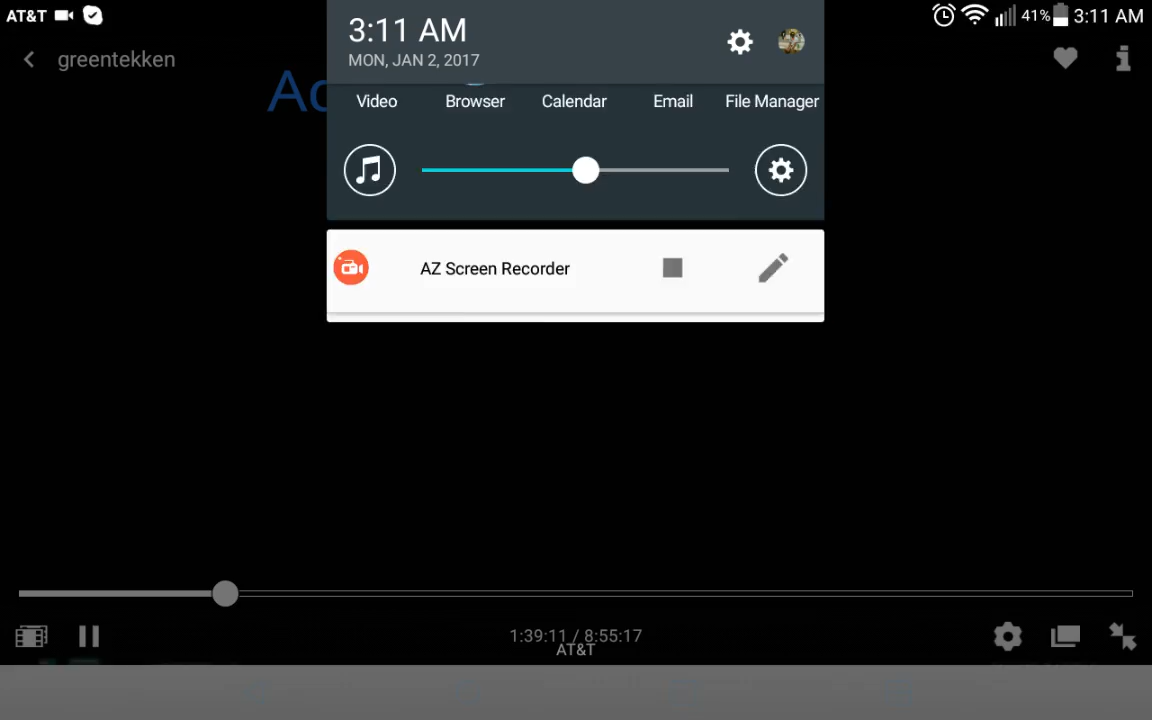 AT&T
41% 3:11 AM
3:11 AM
MON, JAN 2, 2017
greentekken
Video Browser Calendar Email File Manager
AZ Screen Recorder
1:39:11 / 8:55:17
AT&T